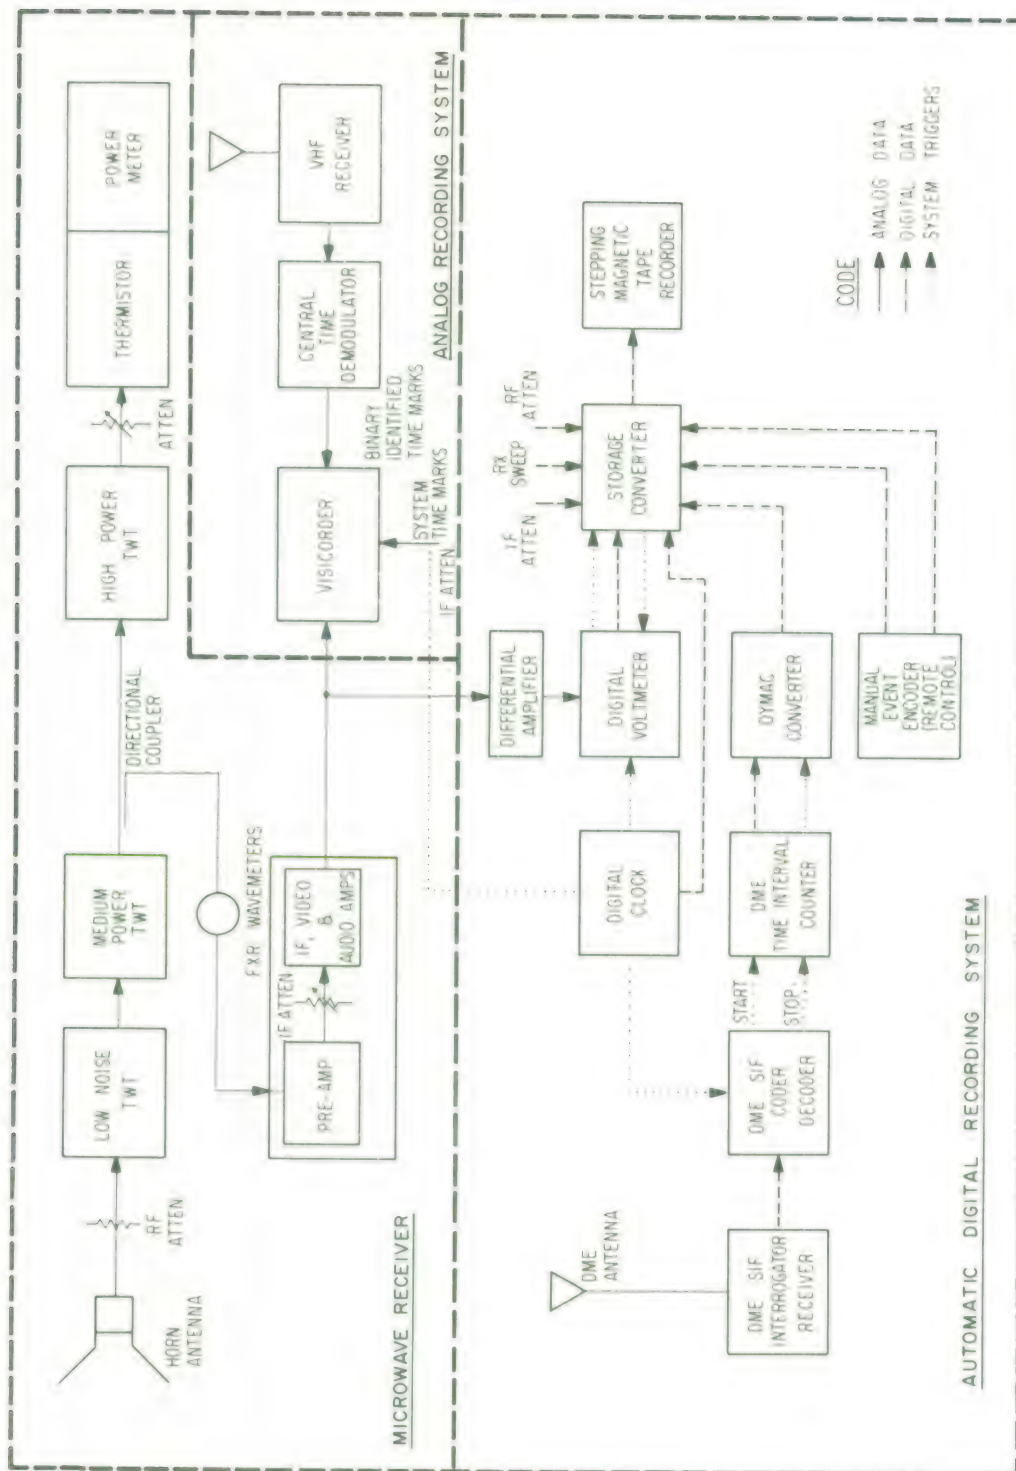 HORN
ANTENNA
RF
ATTEN
LOW NOISE
TWT
MEDIUM
POWER
TWT
DIRECTIONAL
COUPLER
HIGH POWER
TWT
ATTEN
THERMISTOR
POWER
METER
FXR WAVEMETERS
PRE-AMP
IF ATTEN
IF, VIDEO
&
AUDIO AMPS
MICROWAVE RECEIVER
VISICORDER
BINARY
IDENTIFIED
TIME MARKS
SYSTEM
TIME MARKS
IF ATTEN
CENTRAL
TIME
DEMODULATOR
VHF
RECEIVER
ANALOG RECORDING SYSTEM
DIFFERENTIAL
AMPLIFIER
DIGITAL
VOLTMETER
DIGITAL
CLOCK
IF
ATTEN
RX
SWEEP
RF
ATTEN
STORAGE
CONVERTER
STEPPING
MAGNETIC
TAPE
RECORDER
DME
ANTENNA
DME SIF
INTERROGATOR
RECEIVER
DME SIF
CODER
DECODER
START
STOP
DME
TIME INTERVAL
COUNTER
DYMAC
CONVERTER
MANUAL
EVENT
ENCODER
(REMOTE
CONTROL)
CODE
ANALOG DATA
DIGITAL DATA
SYSTEM TRIGGERS
AUTOMATIC DIGITAL RECORDING SYSTEM